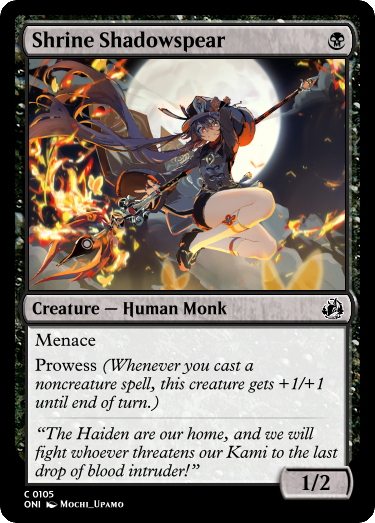 Shrine Shadowspear
Creature — Human Monk
Menace
Prowess (Whenever you cast a
noncreature spell, this creature gets +1/+1
until end of turn.)
“The Haiden are our home, and we will
fight whoever threatens our Kami to the last
drop of blood intruder!”
1/2
C 0105
ONI Mochi_Upamo